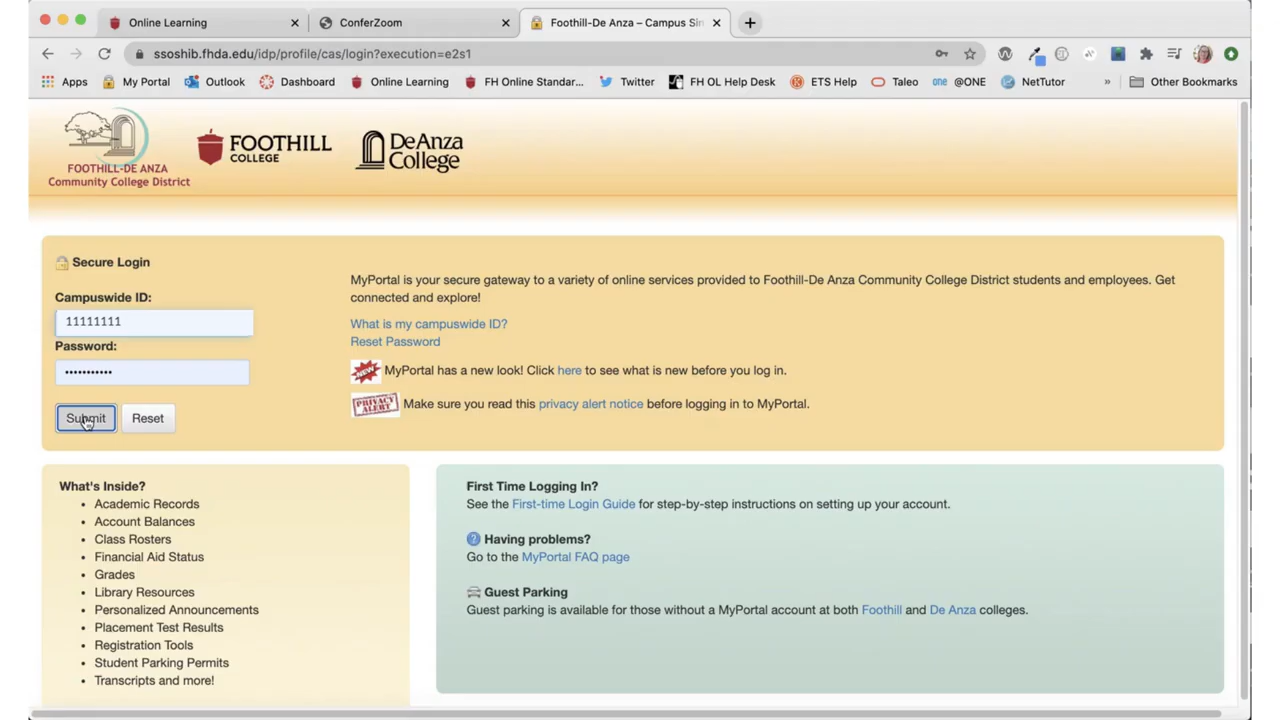 Online Learning
ConferZoom
Foothill-De Anza – Campus Sin
ssoshib.fhda.edu/idp/profile/cas/login?execution=e2s1
Apps My Portal Outlook Dashboard Online Learning FH Online Standar... Twitter FH OL Help Desk ETS Help Taleo one @ONE NetTutor » Other Bookmarks
FOOTHILL-DE ANZA
Community College District
FOOTHILL
COLLEGE
De Anza
College
Secure Login
Campuswide ID:
11111111
Password:
•••••••••••
Submit
Reset
MyPortal is your secure gateway to a variety of online services provided to Foothill-De Anza Community College District students and employees. Get
connected and explore!
What is my campuswide ID?
Reset Password
NEW MyPortal has a new look! Click here to see what is new before you log in.
PRIVACY ALERT Make sure you read this privacy alert notice before logging in to MyPortal.
What's Inside?
• Academic Records
• Account Balances
• Class Rosters
• Financial Aid Status
• Grades
• Library Resources
• Personalized Announcements
• Placement Test Results
• Registration Tools
• Student Parking Permits
• Transcripts and more!
First Time Logging In?
See the First-time Login Guide for step-by-step instructions on setting up your account.
Having problems?
Go to the MyPortal FAQ page
Guest Parking
Guest parking is available for those without a MyPortal account at both Foothill and De Anza colleges.